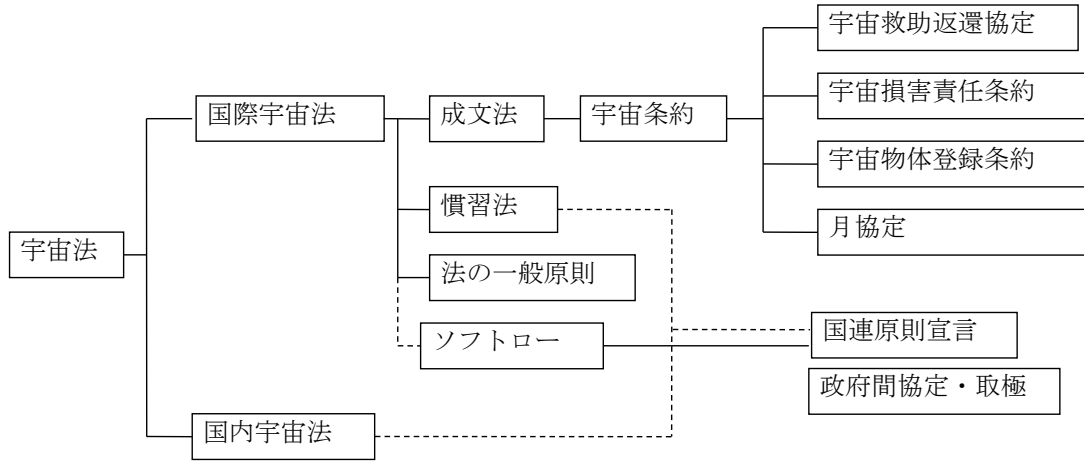 宇宙救助返還協定
宇宙損害責任条約
国際宇宙法
成文法
宇宙条約
宇宙物体登録条約
慣習法
月協定
宇宙法
法の一般原則
ソフトロー
国連原則宣言
政府間協定・取極
国内宇宙法